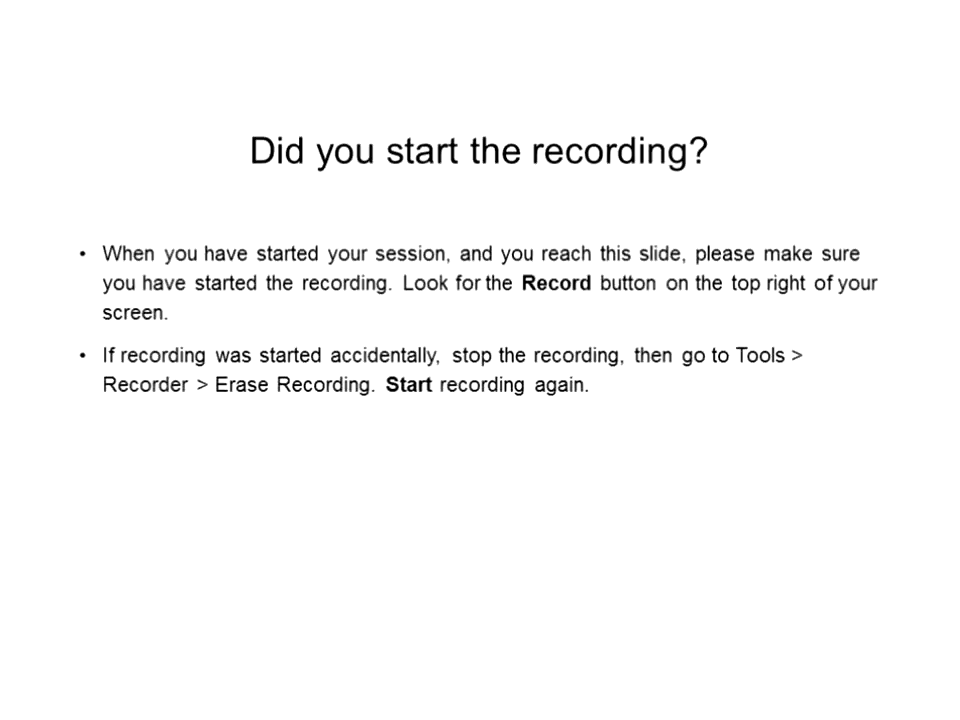 Did you start the recording?
• When you have started your session, and you reach this slide, please make sure
you have started the recording. Look for the Record button on the top right of your
screen.
• If recording was started accidentally, stop the recording, then go to Tools >
Recorder > Erase Recording. Start recording again.